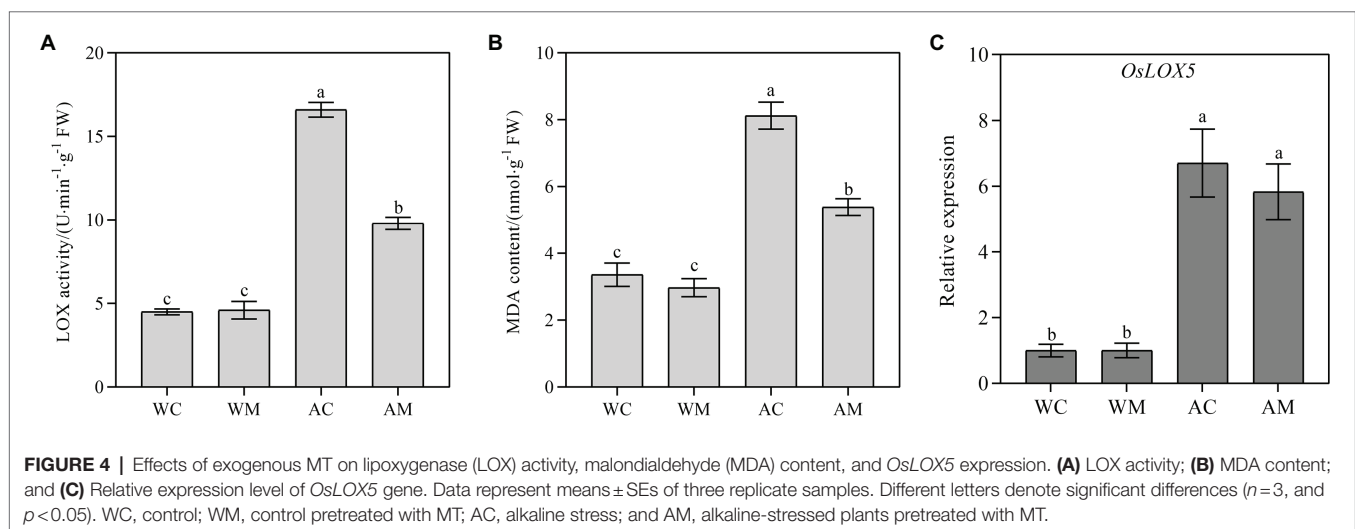 A
LOX activity/(U·min⁻¹·g⁻¹ FW)
20
15
10
5
0
c
c
a
b
WC
WM
AC
AM
B
MDA content/(nmol·g⁻¹ FW)
10
8
6
4
2
0
c
c
a
b
WC
WM
AC
AM
C
OsLOX5
Relative expression
10
8
6
4
2
0
b
b
a
a
WC
WM
AC
AM
FIGURE 4 | Effects of exogenous MT on lipoxygenase (LOX) activity, malondialdehyde (MDA) content, and OsLOX5 expression. (A) LOX activity; (B) MDA content;
and (C) Relative expression level of OsLOX5 gene. Data represent means±SEs of three replicate samples. Different letters denote significant differences (n=3, and
p<0.05). WC, control; WM, control pretreated with MT; AC, alkaline stress; and AM, alkaline-stressed plants pretreated with MT.